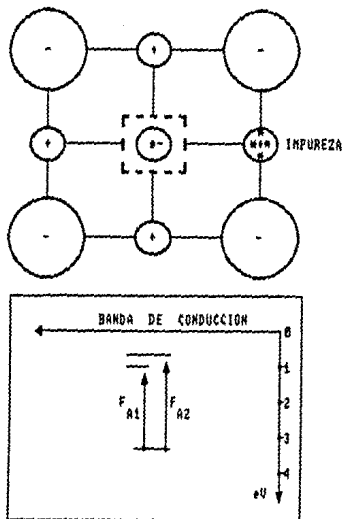 - + -
+ e- *+* IMPUREZA
- + -
BANDA DE CONDUCCION 0
1
F F
A1 A2
2
3
4
eV